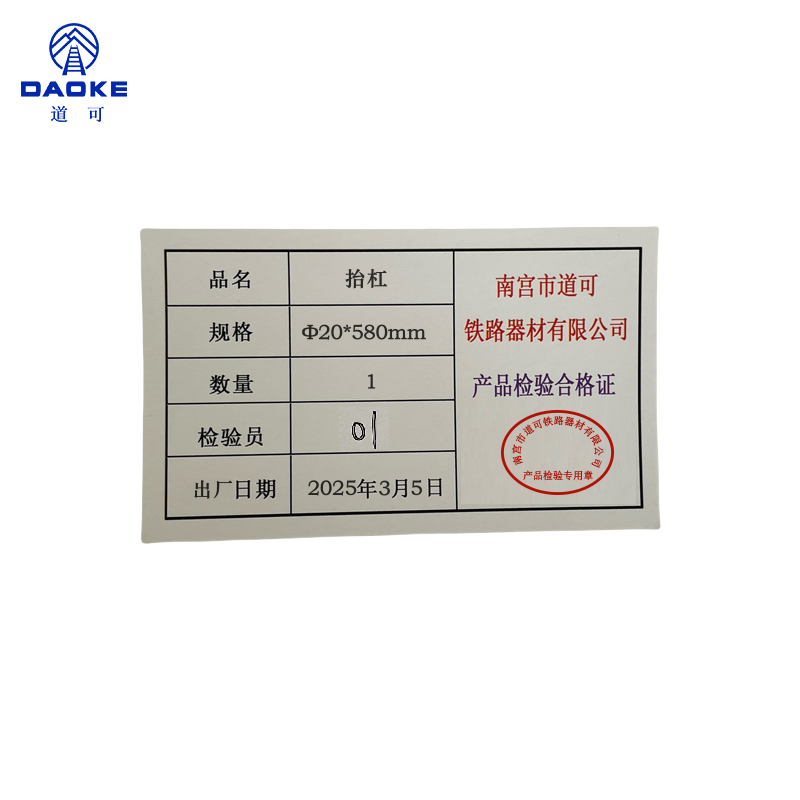 DAOKE
道可
品名 抬杠
规格 Φ20*580mm
数量 1
检验员 01
出厂日期 2025年3月5日
南宫市道可
铁路器材有限公司
产品检验合格证
南宫市道可铁路器材有限公司
产品检验专用章